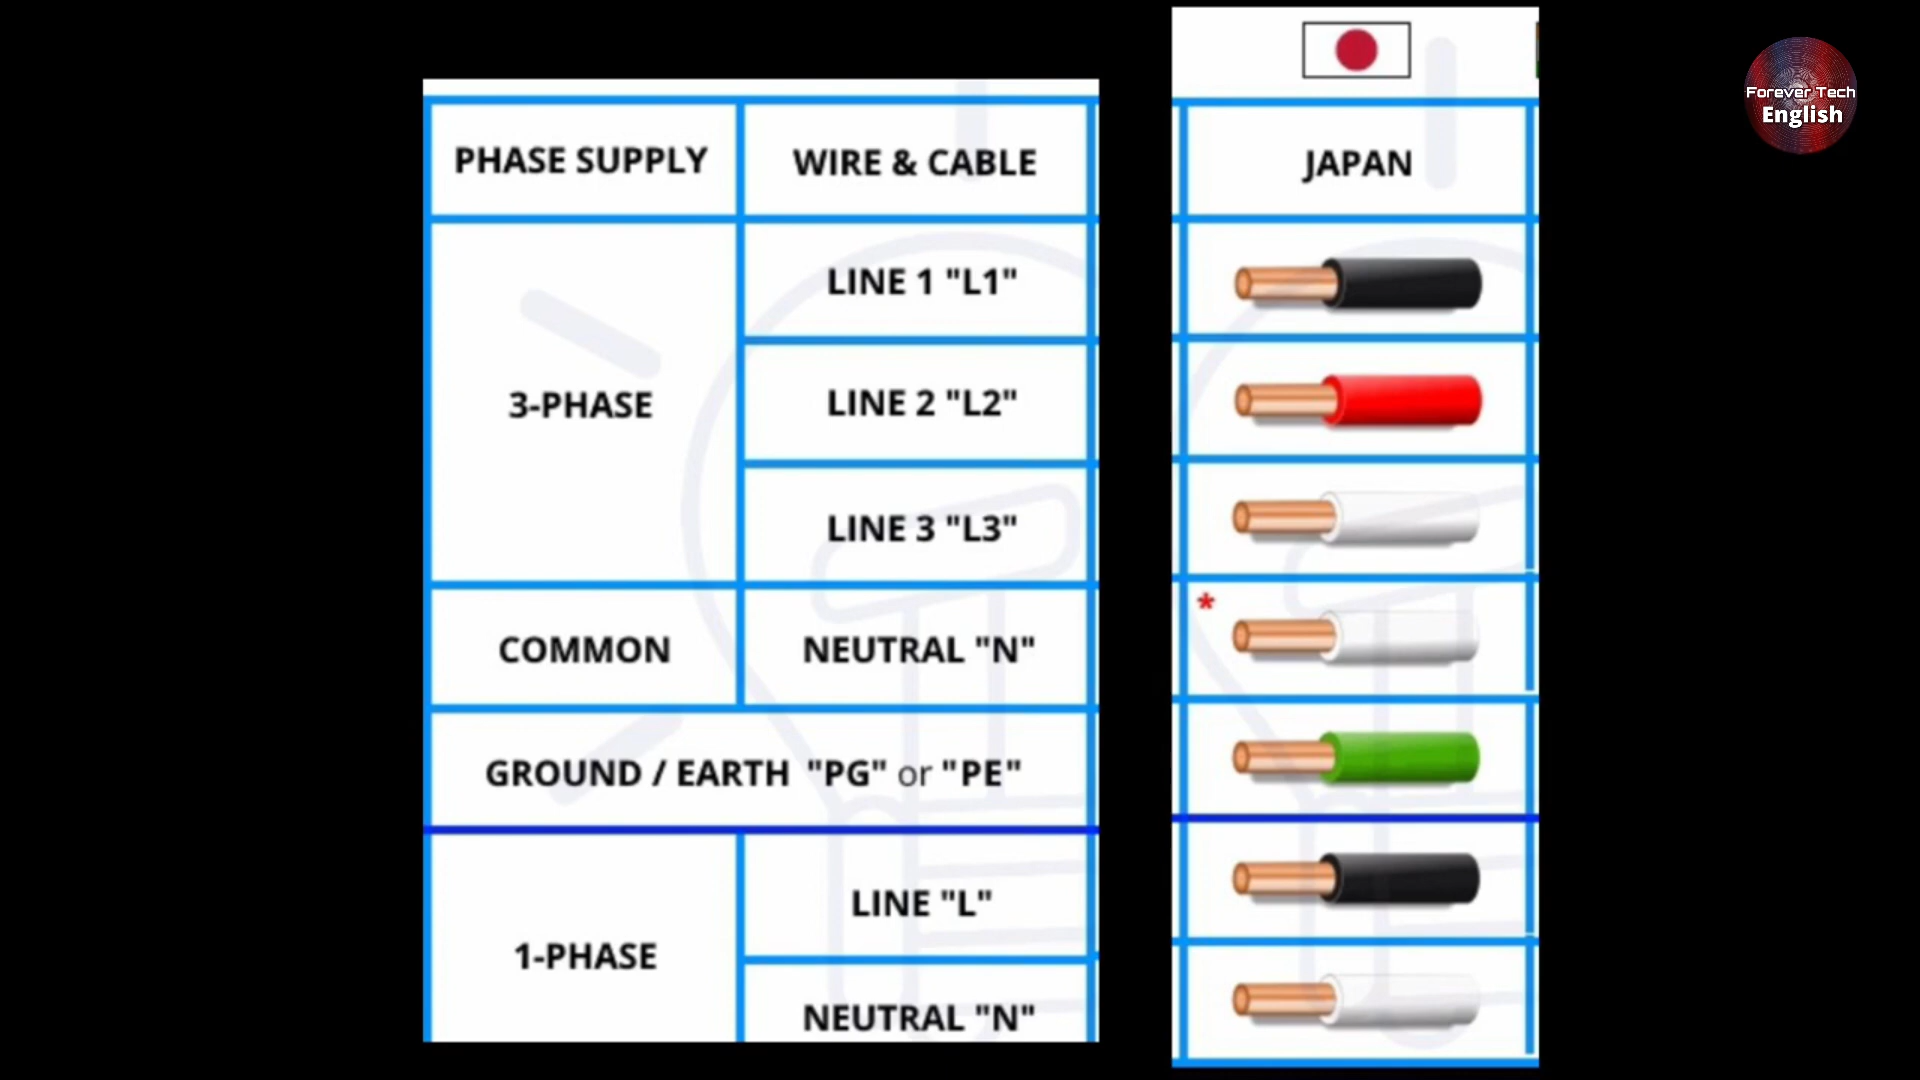 PHASE SUPPLY
WIRE & CABLE
JAPAN
3-PHASE
LINE 1 "L1"
LINE 2 "L2"
LINE 3 "L3"
COMMON
NEUTRAL "N"
*
GROUND / EARTH "PG" or "PE"
1-PHASE
LINE "L"
NEUTRAL "N"
Forever Tech
English